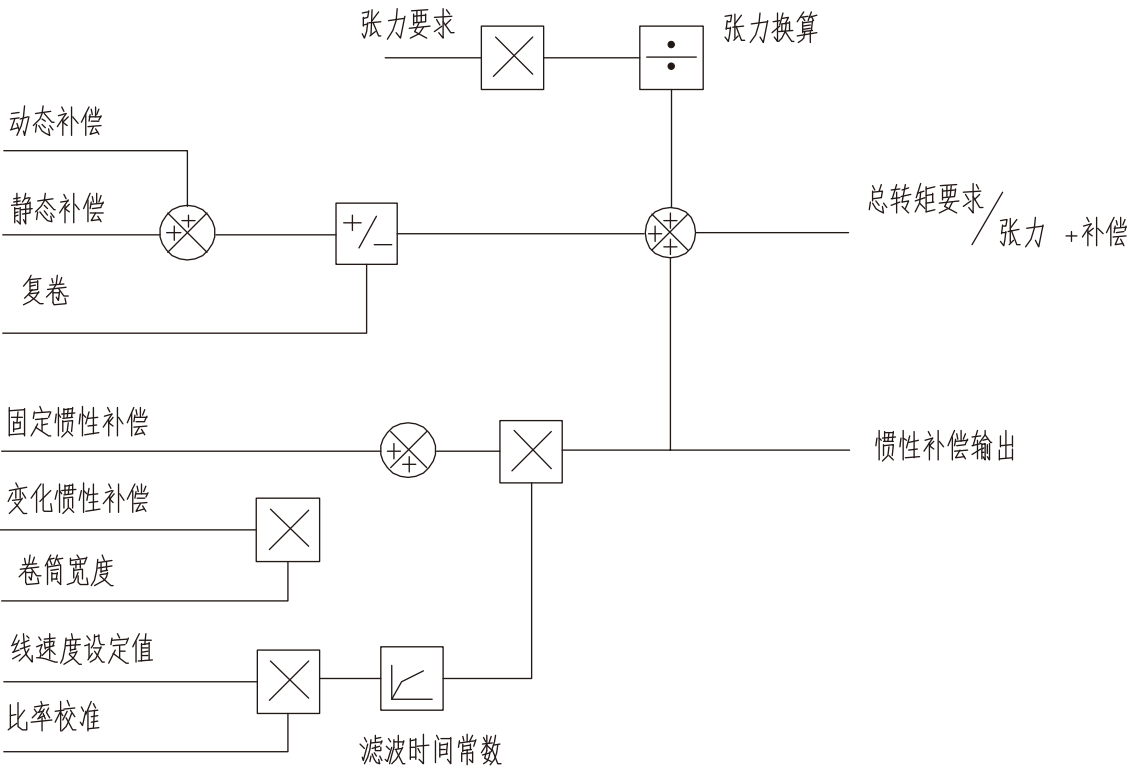 张力要求
张力换算
动态补偿
静态补偿
总转矩要求/张力 +补偿
复卷
固定惯性补偿
惯性补偿输出
变化惯性补偿
卷筒宽度
线速度设定值
比率校准
滤波时间常数